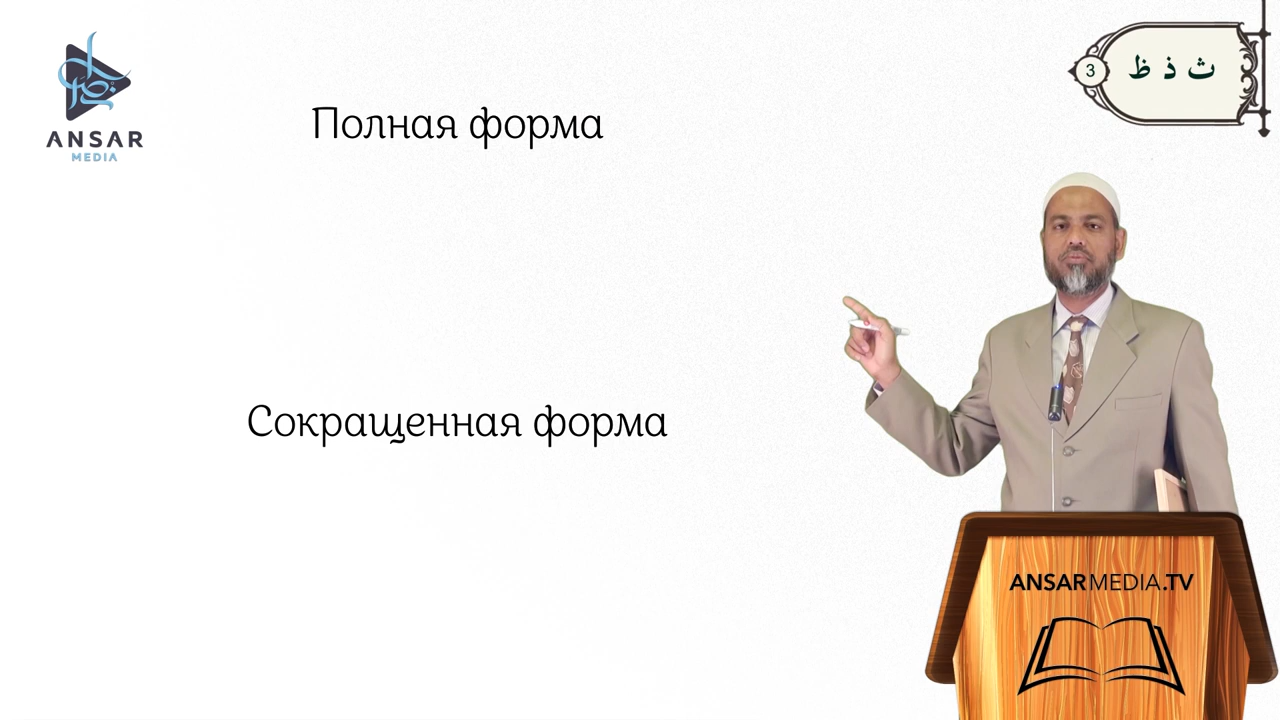 ANSAR
MEDIA
Полная форма
3
ث ذ ظ
Сокращенная форма
ANSARMEDIA.TV